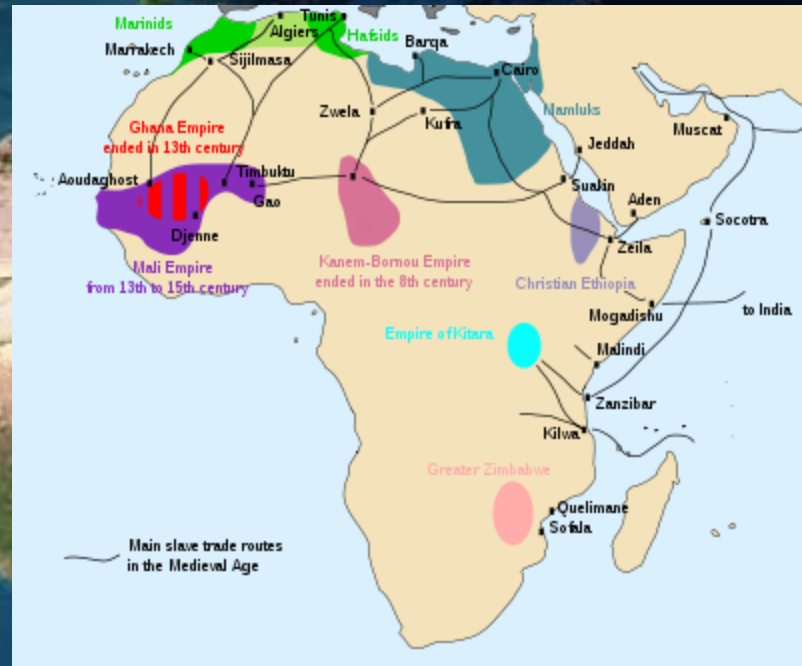 Marinids
Tunis
Algiers
Hafsids
Marrakech
Sijilmasa
Barqa
Cairo
Zwela
Kufra
Mamluks
Muscat
Ghana Empire
ended in 13th century
Jeddah
Aoudaghost
Timbuktu
Gao
Suakin
Aden
Djenne
Socotra
Zeila
Mali Empire
from 13th to 15th century
Kanem-Bornou Empire
ended in the 8th century
Christian Ethiopia
Mogadishu
to India
Empire of Kitara
Malindi
Zanzibar
Kilwa
Greater Zimbabwe
Quelimane
Sofala
Main slave trade routes
in the Medieval Age